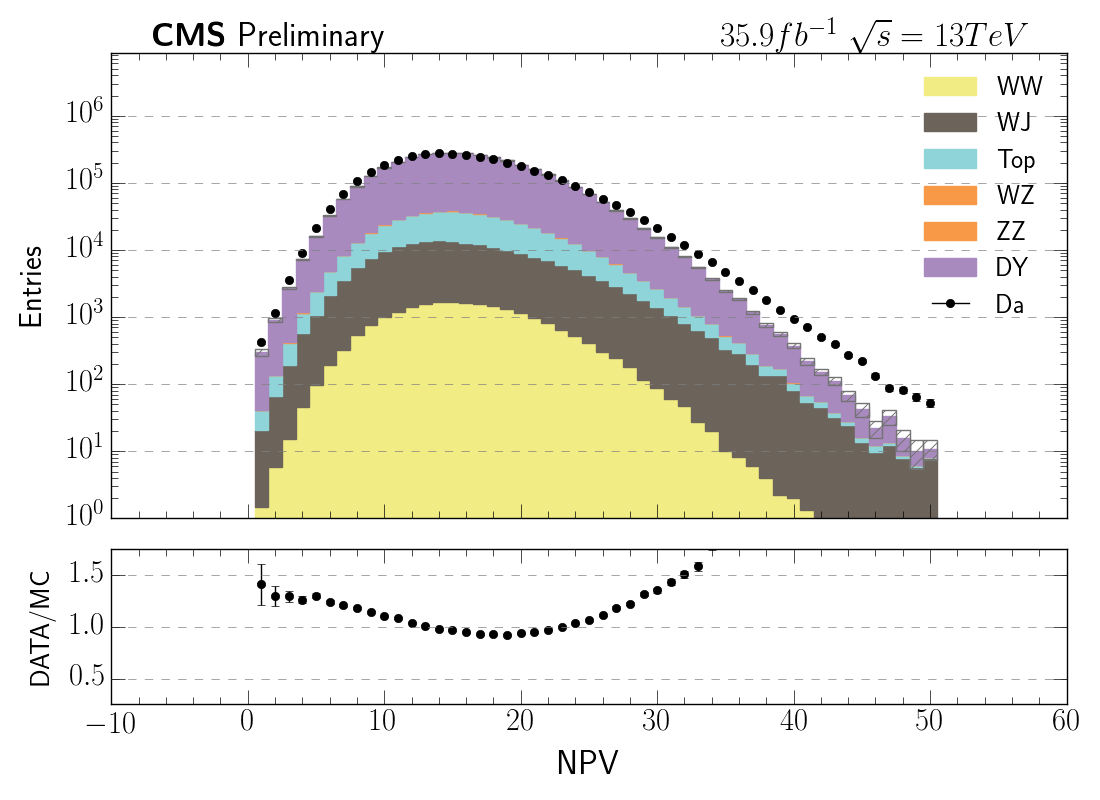 CMS Preliminary
35.9fb⁻¹ √s = 13TeV
Entries
10⁶
10⁵
10⁴
10³
10²
10¹
10⁰
WW
WJ
Top
WZ
ZZ
DY
Da
DATA/MC
1.5
1.0
0.5
−10 0 10 20 30 40 50 60
NPV